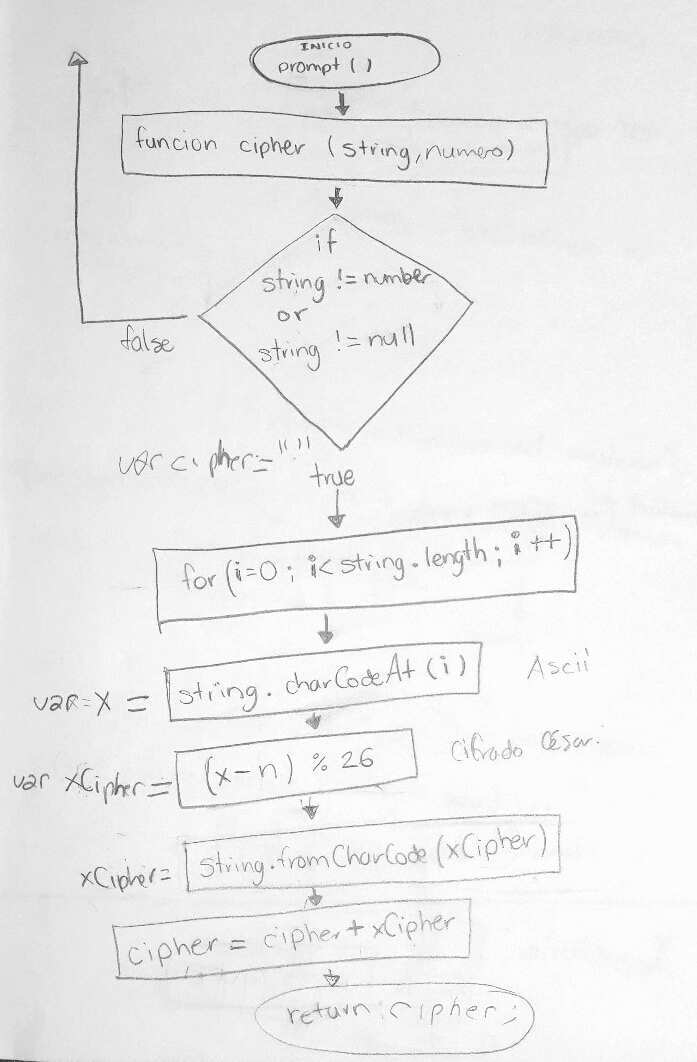 INICIO
prompt ()
funcion cipher (string, numero)
if
string != number
or
string != null
false
var cipher = " "
true
for (i=0; i< string.length; i++)
var = X =
string.charCodeAt (i)
Ascii
var xCipher =
(x-n) % 26
Cifrado César.
xCipher =
String.fromCharCode (xCipher)
cipher = cipher + xCipher
return cipher;